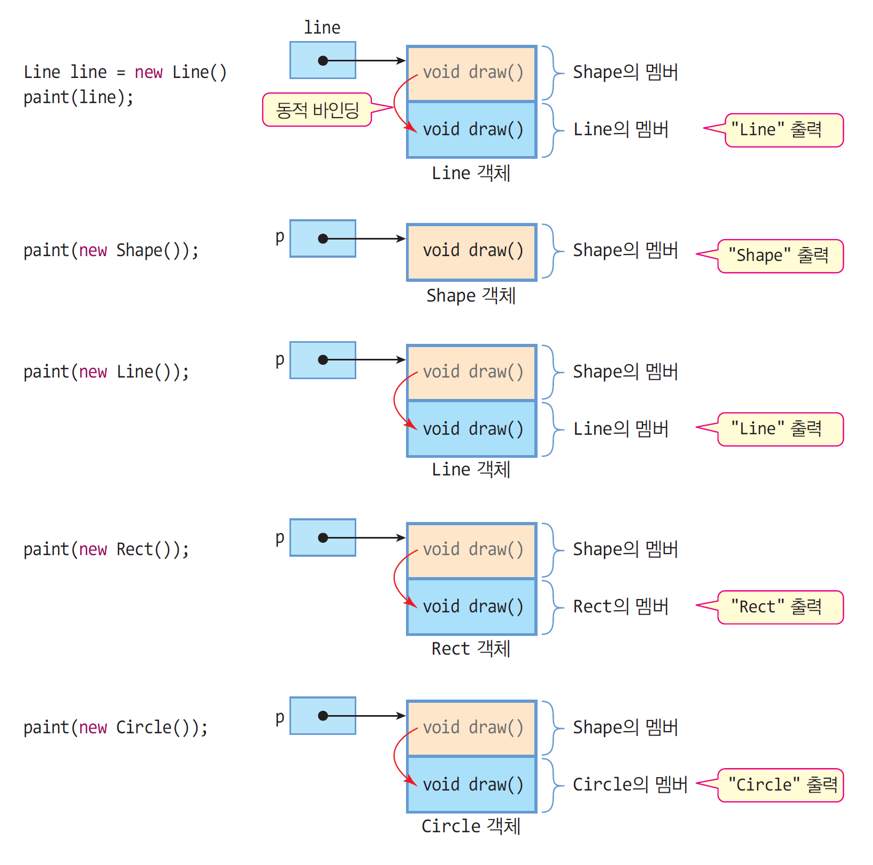 line
Line line = new Line()
paint(line);
동적 바인딩
void draw()
Shape의 멤버
void draw()
Line의 멤버
"Line" 출력
Line 객체
paint(new Shape());
p
void draw()
Shape의 멤버
"Shape" 출력
Shape 객체
paint(new Line());
p
void draw()
Shape의 멤버
void draw()
Line의 멤버
"Line" 출력
Line 객체
paint(new Rect());
p
void draw()
Shape의 멤버
void draw()
Rect의 멤버
"Rect" 출력
Rect 객체
paint(new Circle());
p
void draw()
Shape의 멤버
void draw()
Circle의 멤버
"Circle" 출력
Circle 객체